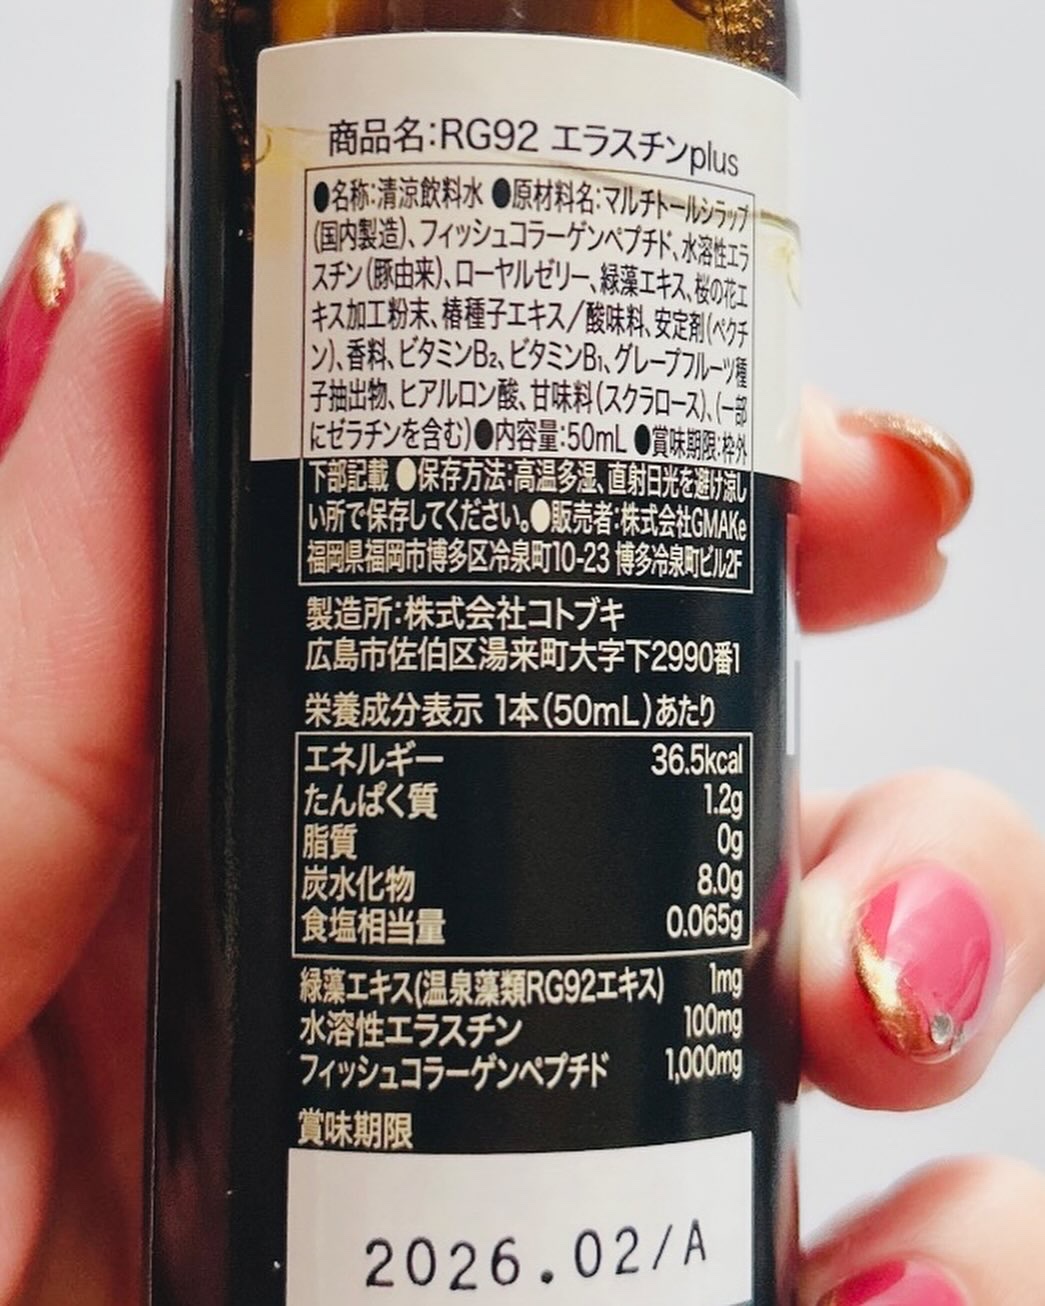 商品名:RG92 エラスチンplus
●名称:清涼飲料水 ●原材料名:マルチトールシラップ
(国内製造)、フィッシュコラーゲンペプチド、水溶性エラ
スチン(豚由来)、ローヤルゼリー、緑藻エキス、桜の花エ
キス加工粉末、椿種子エキス/酸味料、安定剤(ペクチ
ン)、香料、ビタミンB₂、ビタミンB₁、グレープフルーツ種
子抽出物、ヒアルロン酸、甘味料(スクラロース)、(一部
にゼラチンを含む)●内容量:50mL ●賞味期限:枠外
下部記載 ●保存方法:高温多湿、直射日光を避け涼し
い所で保存してください。●販売者:株式会社GMAKe
福岡県福岡市博多区冷泉町10-23 博多冷泉町ビル2F
製造所:株式会社コトブキ
広島市佐伯区湯来町大字下2990番1
栄養成分表示 1本(50mL)あたり
エネルギー 36.5kcal
たんぱく質 1.2g
脂質 0g
炭水化物 8.0g
食塩相当量 0.065g
緑藻エキス(温泉藻類RG92エキス) 1mg
水溶性エラスチン 100mg
フィッシュコラーゲンペプチド 1,000mg
賞味期限
2026.02/A